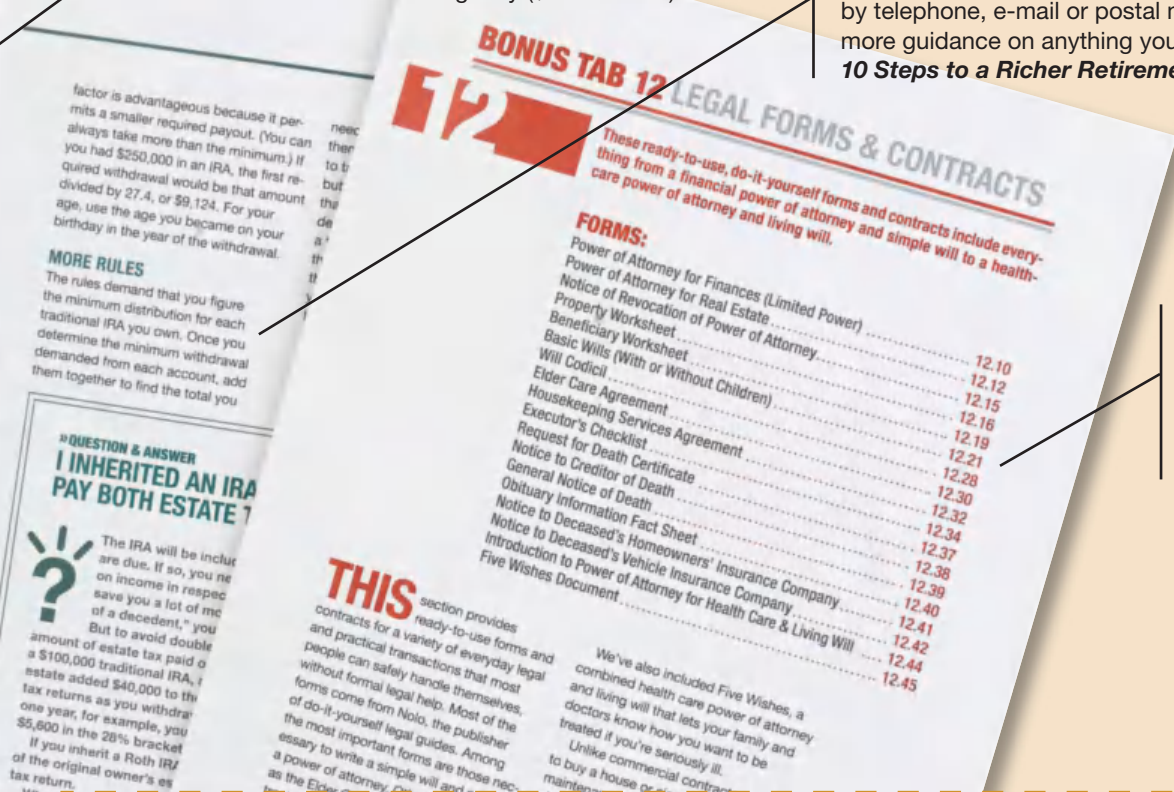 by telephone, e-mail or postal
more guidance on anything you
10 Steps to a Richer
factor is advantageous because it per-
mits a smaller required payout. (You can
always take more than the minimum.) If
you had $250,000 in an IRA, the first re-
quired withdrawal would be that amount
divided by 27.4, or $9,124. For your
age, use the age you became on your
birthday in the year of the withdrawal.
MORE RULES
The rules demand that you figure
the minimum distribution for each
traditional IRA you own. Once you
determine the minimum withdrawal
demanded from each account, add
them together to find the total you
» QUESTION & ANSWER
I INHERITED AN IRA
PAY BOTH ESTATE
?
The IRA will be
are due. If so, you
on income in
save you a lot of
of a decedent," you
But to avoid double
amount of estate tax paid
a $100,000 traditional IRA,
estate added $40,000 to
tax returns as you
one year, for example, you
$5,600 in the 28% bracket
If you inherit a Roth
of the original owner's
tax return.
BONUS TAB 12 LEGAL FORMS & CONTRACTS
12
These ready-to-use, do-it-yourself forms and contracts include every-
thing from a financial power of attorney and simple will to a health-
care power of attorney and living will.
FORMS:
Power of Attorney for Finances (Limited Power) 12.10
Power of Attorney for Real Estate 12.12
Notice of Revocation of Power of Attorney 12.15
Property Worksheet 12.16
Beneficiary Worksheet 12.19
Basic Wills (With or Without Children) 12.21
Will Codicil 12.28
Elder Care Agreement 12.30
Housekeeping Services Agreement 12.32
Executor's Checklist 12.34
Request for Death Certificate 12.37
Notice to Creditor of Death 12.38
General Notice of Death 12.39
Obituary Information Fact Sheet 12.40
Notice to Deceased's Homeowners' Insurance Company 12.41
Notice to Deceased's Vehicle Insurance Company 12.42
Introduction to Power of Attorney for Health Care & Living Will 12.44
Five Wishes Document 12.45
THIS section provides
ready-to-use forms and
contracts for a variety of everyday legal
and practical transactions that most
people can safely handle themselves,
without formal legal help. Most of the
forms come from Nolo, the publisher
of do-it-yourself legal guides. Among
the most important forms are those nec-
essary to write a simple will and
a power of attorney.
as the Elder
We've also included Five Wishes, a
combined health care power of attorney
and living will that lets your family and
doctors know how you want to be
treated if you're seriously ill.
Unlike commercial
to buy a house or